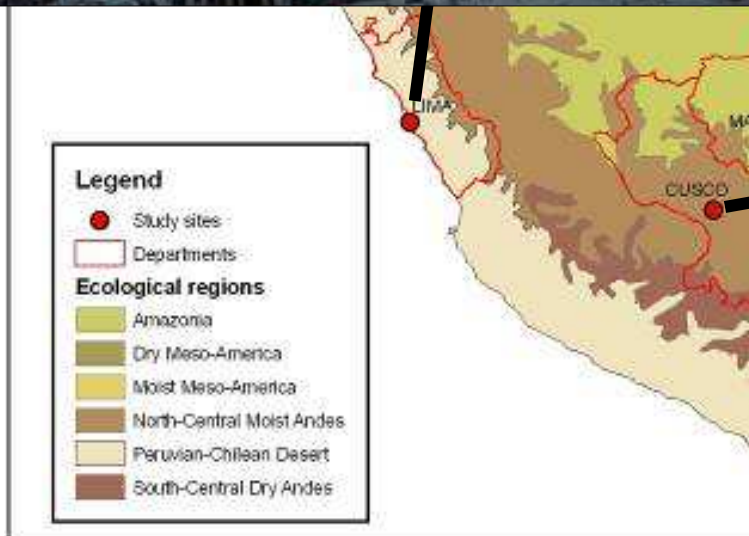 LIMA
MA
CUSCO
Legend
Study sites
Departments
Ecological regions
Amazonia
Dry Meso-America
Moist Meso-America
North-Central Moist Andes
Peruvian-Chilean Desert
South-Central Dry Andes